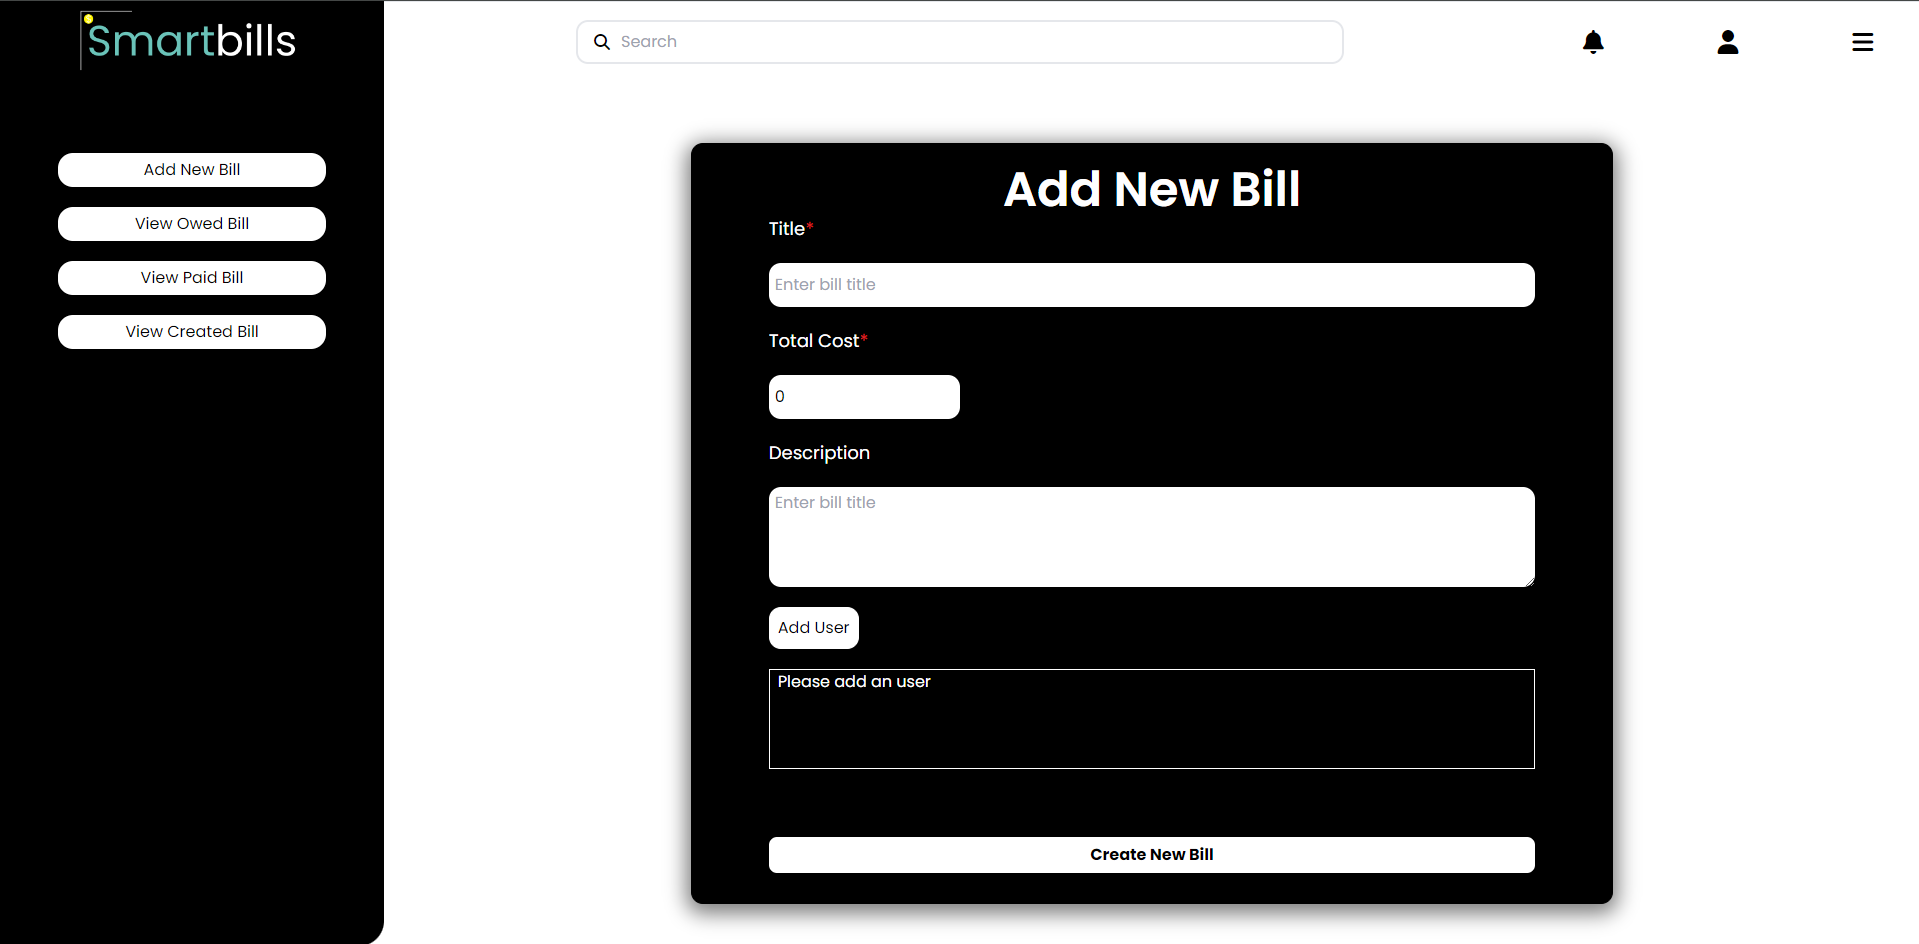 Smartbills
Search
Add New Bill
View Owed Bill
View Paid Bill
View Created Bill
Add New Bill
Title*
Enter bill title
Total Cost*
0
Description
Enter bill title
Add User
Please add an user
Create New Bill